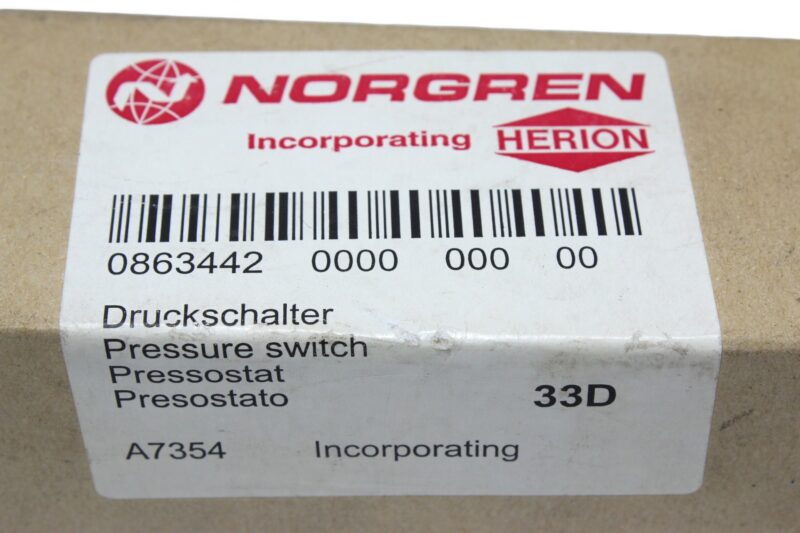 NORGREN
Incorporating HERION
0863442 0000 000 00
Druckschalter
Pressure switch
Pressostat
Presostato 33D
A7354 Incorporating